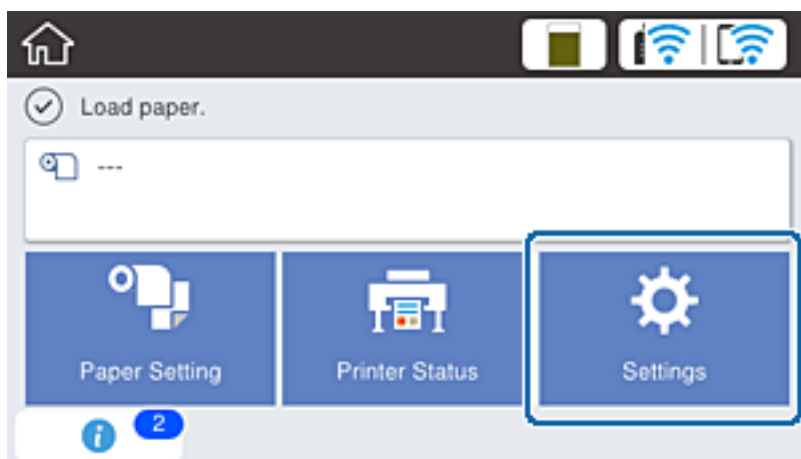 Load paper.
---
Paper Setting
Printer Status
Settings
i
2